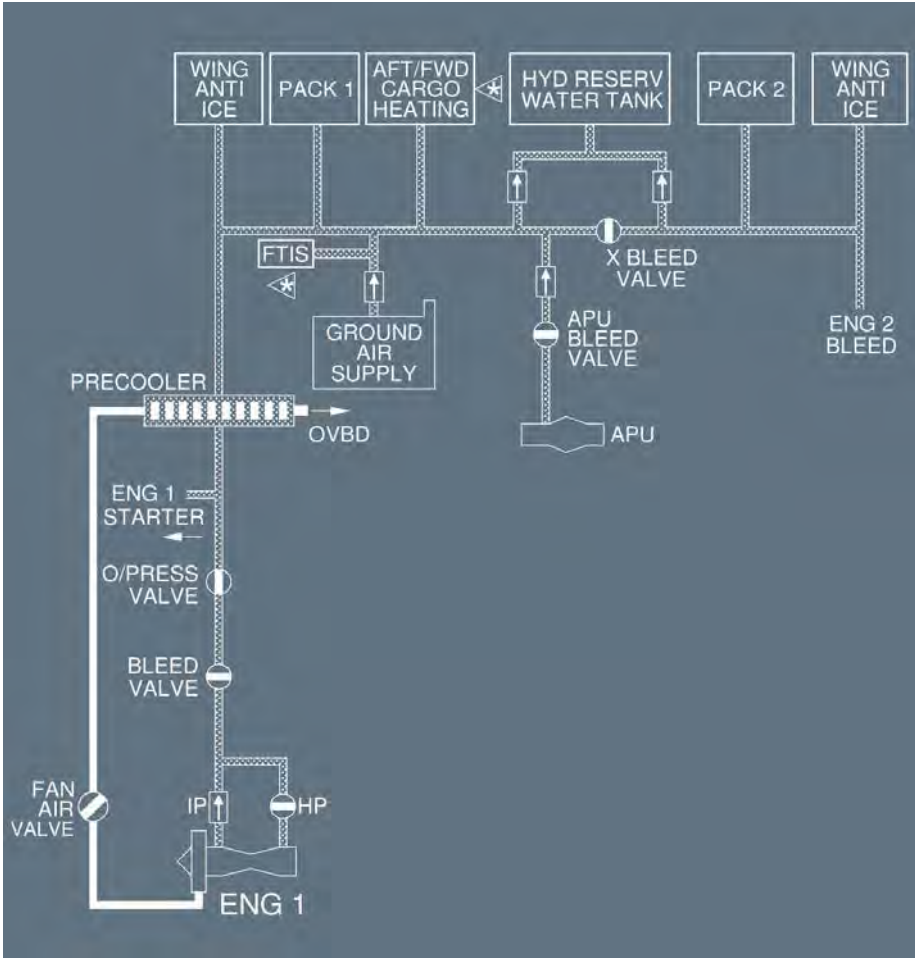 WING
ANTI
ICE
PACK 1
AFT/FWD
CARGO
HEATING
HYD RESERV
WATER TANK
PACK 2
WING
ANTI
ICE
FTIS
X BLEED
VALVE
GROUND
AIR
SUPPLY
APU
BLEED
VALVE
ENG 2
BLEED
PRECOOLER
OVBD
APU
ENG 1
STARTER
O/PRESS
VALVE
BLEED
VALVE
FAN
AIR
VALVE
IP
HP
ENG 1